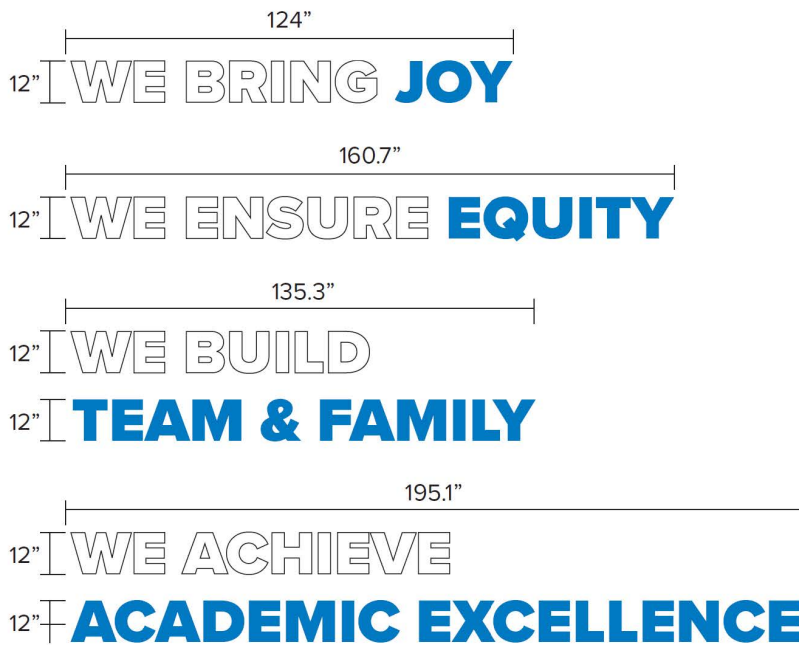 124”
12” WE BRING JOY
160.7”
12” WE ENSURE EQUITY
135.3”
12” WE BUILD
12” TEAM & FAMILY
195.1”
12” WE ACHIEVE
12” ACADEMIC EXCELLENCE